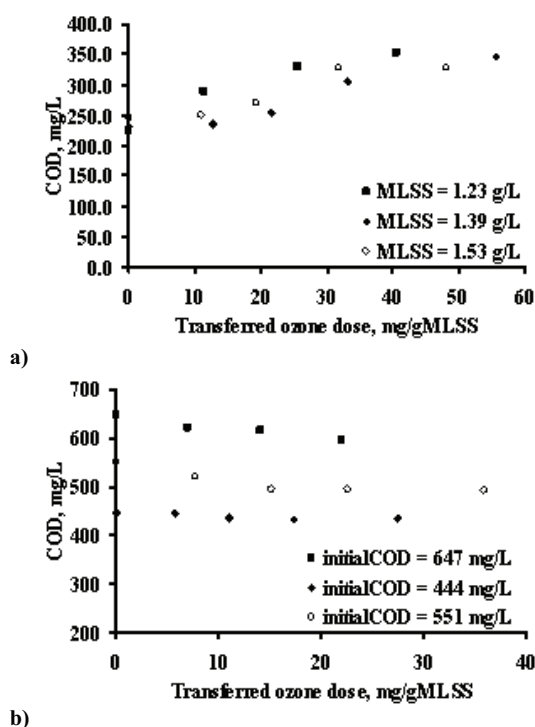 400.0
350.0
300.0
250.0
200.0
150.0
100.0
50.0
0.0
COD, mg/L
MLSS = 1.23 g/L
MLSS = 1.39 g/L
MLSS = 1.53 g/L
0 10 20 30 40 50 60
Transferred ozone dose, mg/gMLSS
a)
700
600
500
400
300
200
COD, mg/L
initialCOD = 647 mg/L
initialCOD = 444 mg/L
initialCOD = 551 mg/L
0 10 20 30 40
Transferred ozone dose, mg/gMLSS
b)